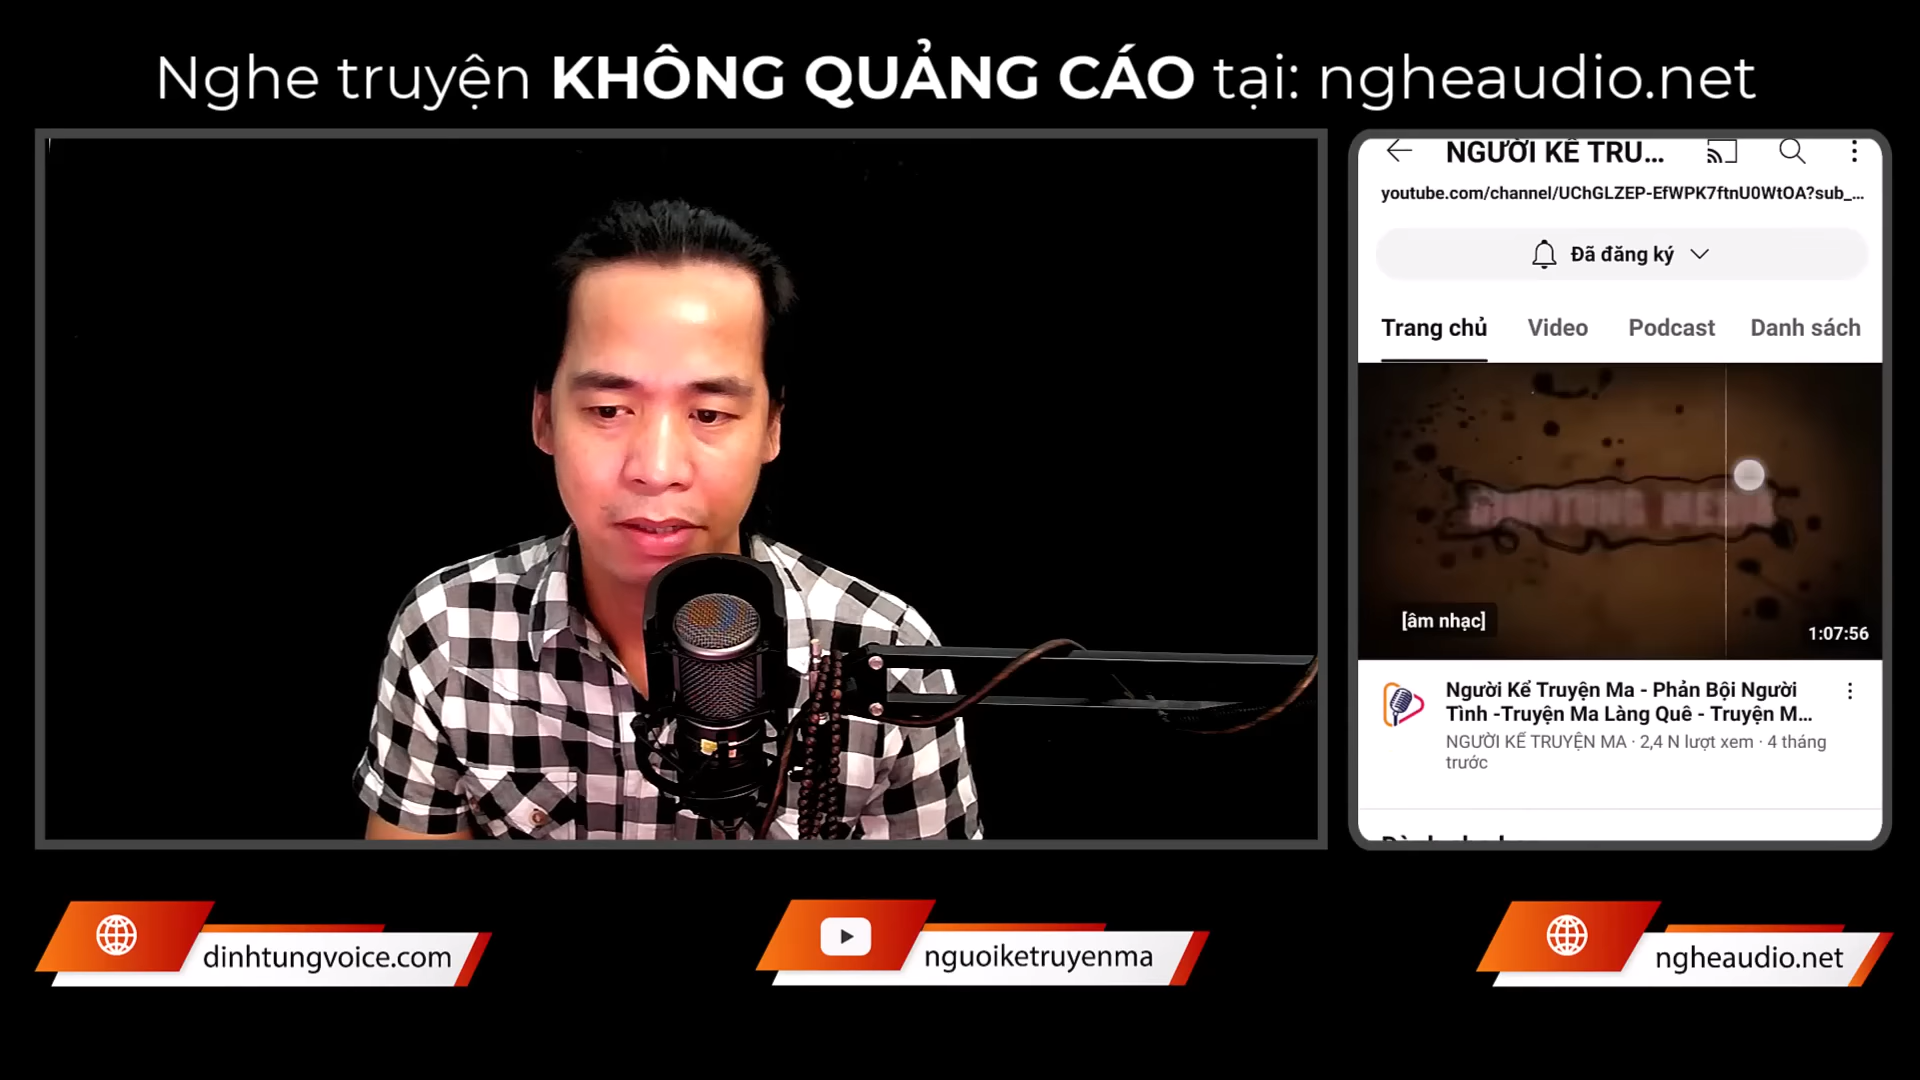 Nghe truyện KHÔNG QUẢNG CÁO tại: ngheaudio.net
NGƯỜI KỂ TRU...
youtube.com/channel/UChGLZEP-EfWPK7ftnU0WtOA?sub_...
Đã đăng ký
Trang chủ
Video
Podcast
Danh sách
DINHTUNG MEDIA
[âm nhạc]
1:07:56
Người Kể Truyện Ma - Phản Bội Người
Tình -Truyện Ma Làng Quê - Truyện M...
NGƯỜI KỂ TRUYỆN MA · 2,4 N lượt xem · 4 tháng
trước
dinhtungvoice.com
nguoiketruyenma
ngheaudio.net